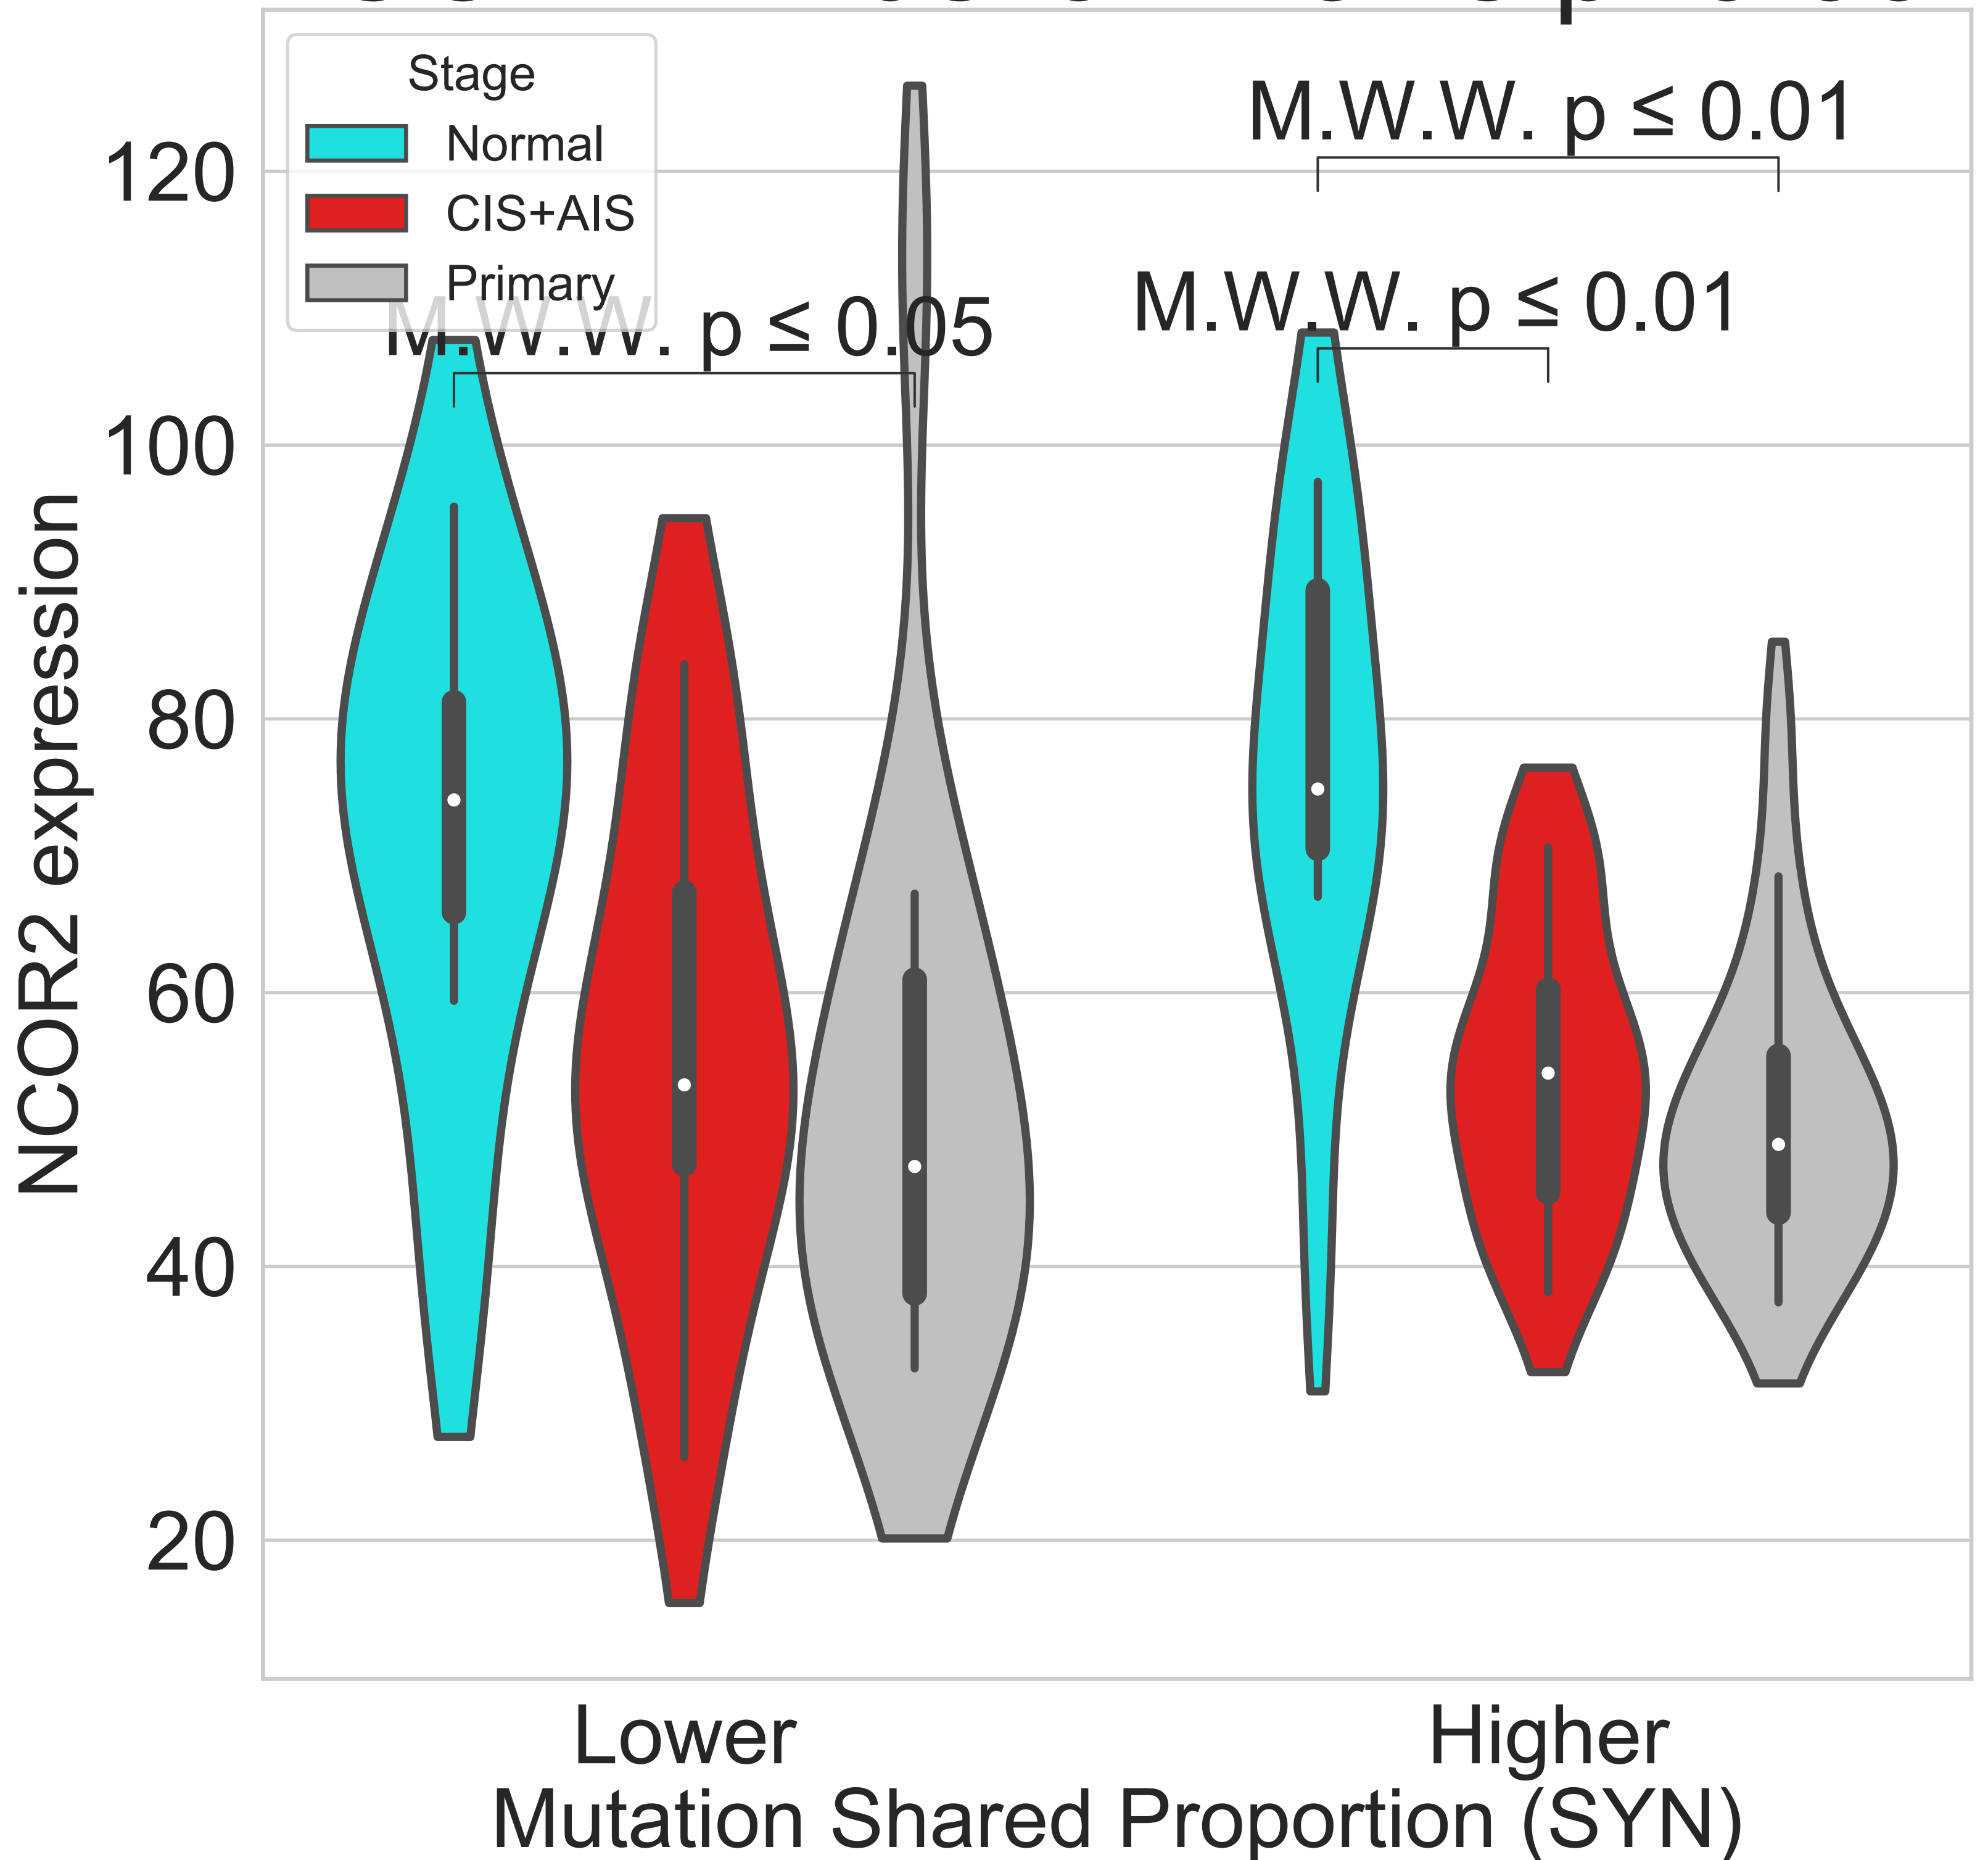 Stage
Normal
CIS+AIS
Primary
M.W.W. p ≤ 0.01
M.W.W. p ≤ 0.01
M.W.W. p ≤ 0.05
120
100
80
60
40
20
NCOR2 expression
Lower
Higher
Mutation Shared Proportion (SYN)